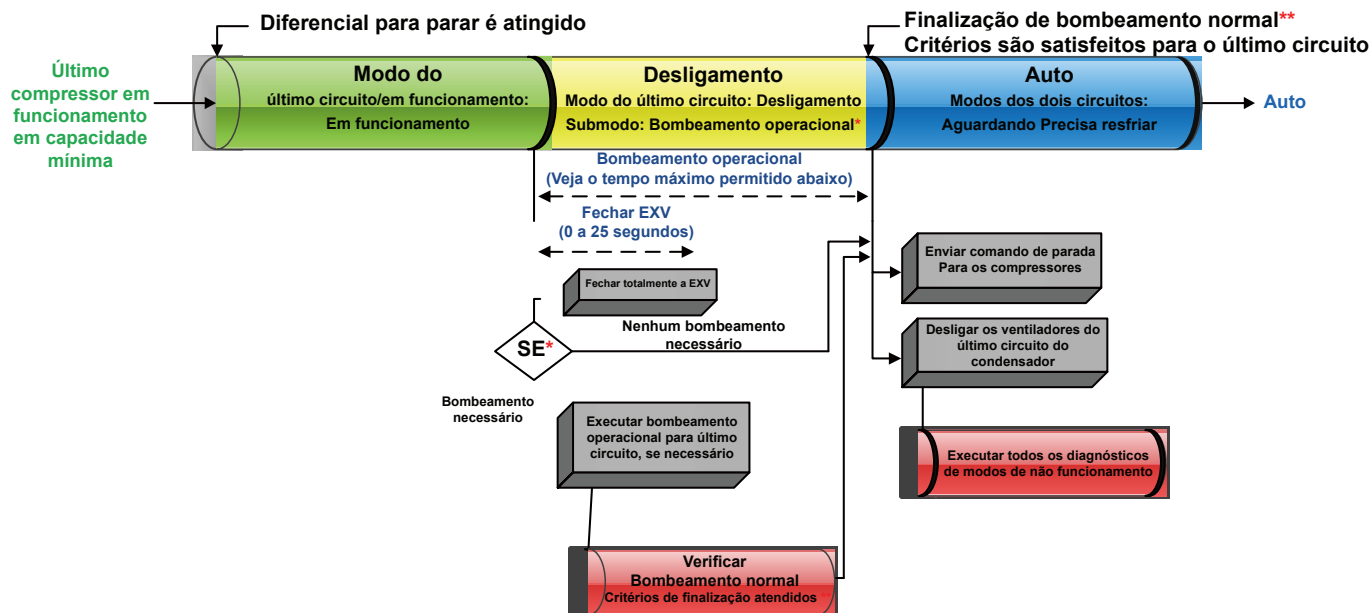 Diferencial para parar é atingido
Finalização de bombeamento normal**
Critérios são satisfeitos para o último circuito
Último
compressor em
funcionamento
em capacidade
mínima
Modo do
último circuito/em funcionamento:
Em funcionamento
Desligamento
Modo do último circuito: Desligamento
Submodo: Bombeamento operacional*
Auto
Modos dos dois circuitos:
Aguardando Precisa resfriar
Auto
Bombeamento operacional
(Veja o tempo máximo permitido abaixo)
Fechar EXV
(0 a 25 segundos)
Fechar totalmente a EXV
SE*
Nenhum bombeamento
necessário
Bombeamento
necessário
Executar bombeamento
operacional para último
circuito, se necessário
Verificar
Bombeamento normal
Critérios de finalização atendidos **
Enviar comando de parada
Para os compressores
Desligar os ventiladores do
último circuito do
condensador
Executar todos os diagnósticos
de modos de não funcionamento